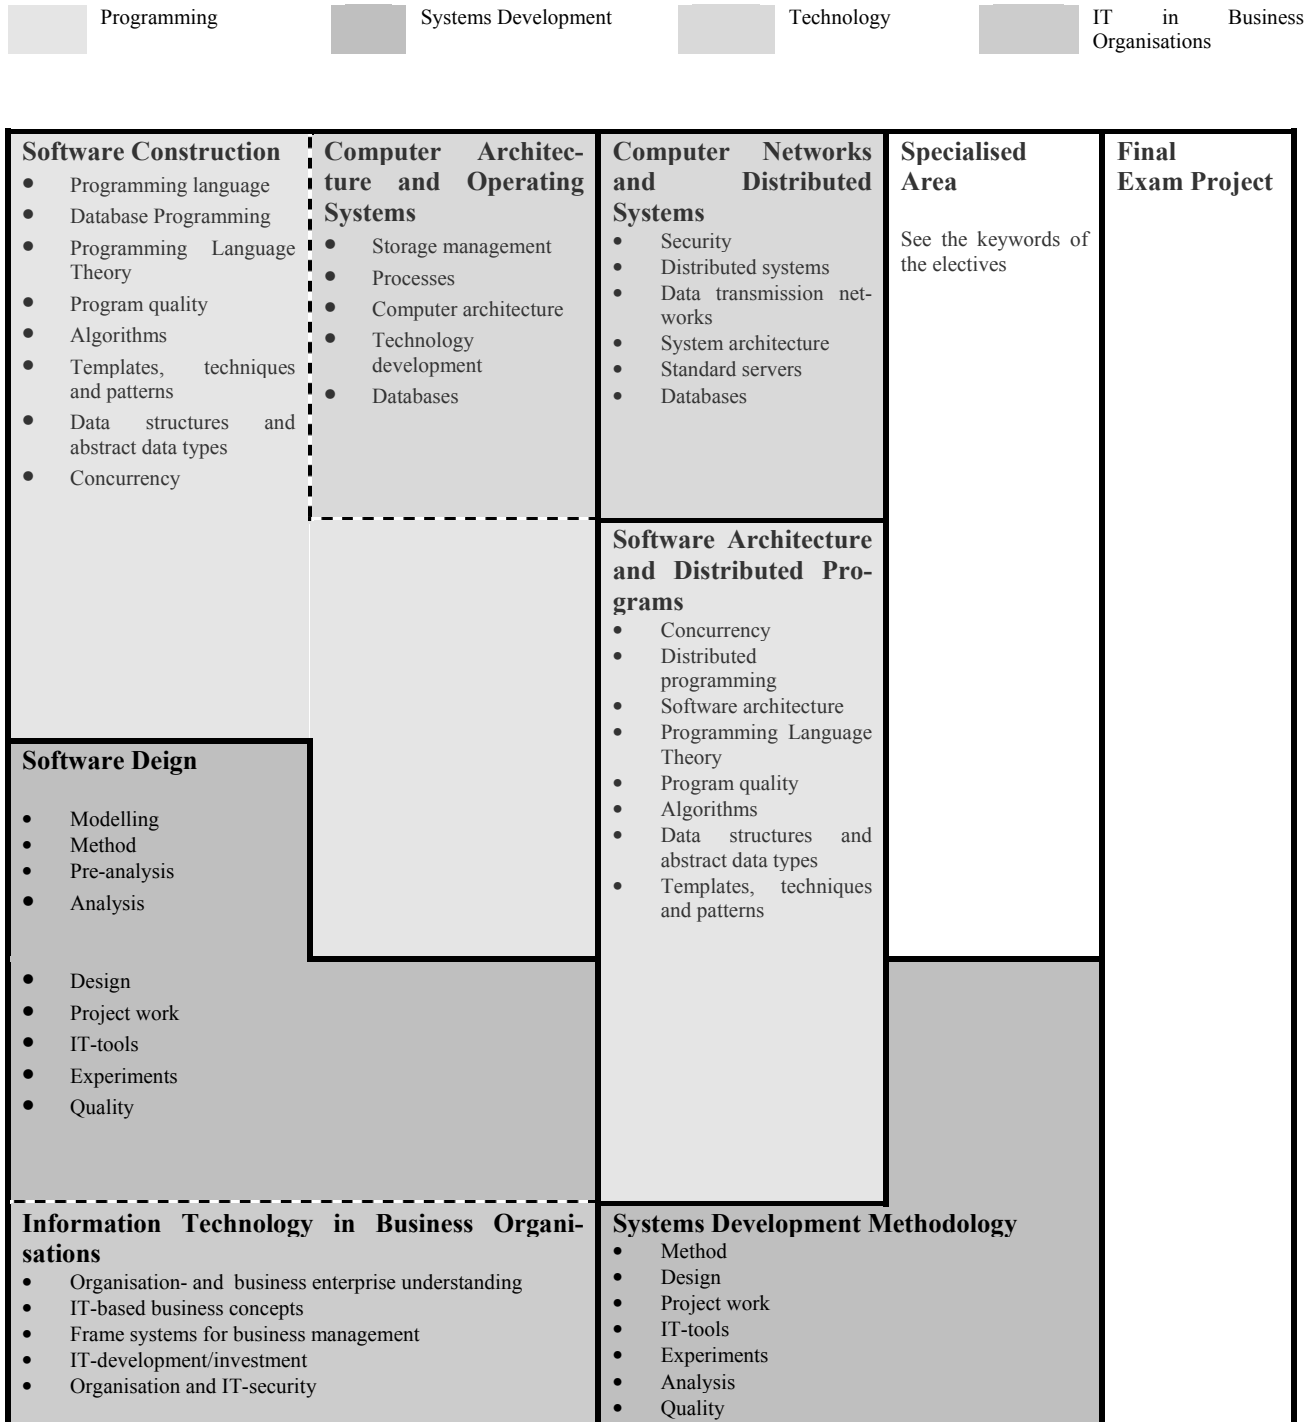 Programming
Systems Development
Technology
IT in Business
Organisations
Software Construction
• Programming language
• Database Programming
• Programming Language
Theory
• Program quality
• Algorithms
• Templates, techniques
and patterns
• Data structures and
abstract data types
• Concurrency
Computer Architec-
ture and Operating
Systems
• Storage management
• Processes
• Computer architecture
• Technology
development
• Databases
Computer Networks
and Distributed
Systems
• Security
• Distributed systems
• Data transmission net-
works
• System architecture
• Standard servers
• Databases
Specialised
Area
See the keywords of
the electives
Final
Exam Project
Software Architecture
and Distributed Pro-
grams
• Concurrency
• Distributed
programming
• Software architecture
• Programming Language
Theory
• Program quality
• Algorithms
• Data structures and
abstract data types
• Templates, techniques
and patterns
Software Deign
• Modelling
• Method
• Pre-analysis
• Analysis
• Design
• Project work
• IT-tools
• Experiments
• Quality
Information Technology in Business Organi-
sations
• Organisation- and business enterprise understanding
• IT-based business concepts
• Frame systems for business management
• IT-development/investment
• Organisation and IT-security
Systems Development Methodology
• Method
• Design
• Project work
• IT-tools
• Experiments
• Analysis
• Quality